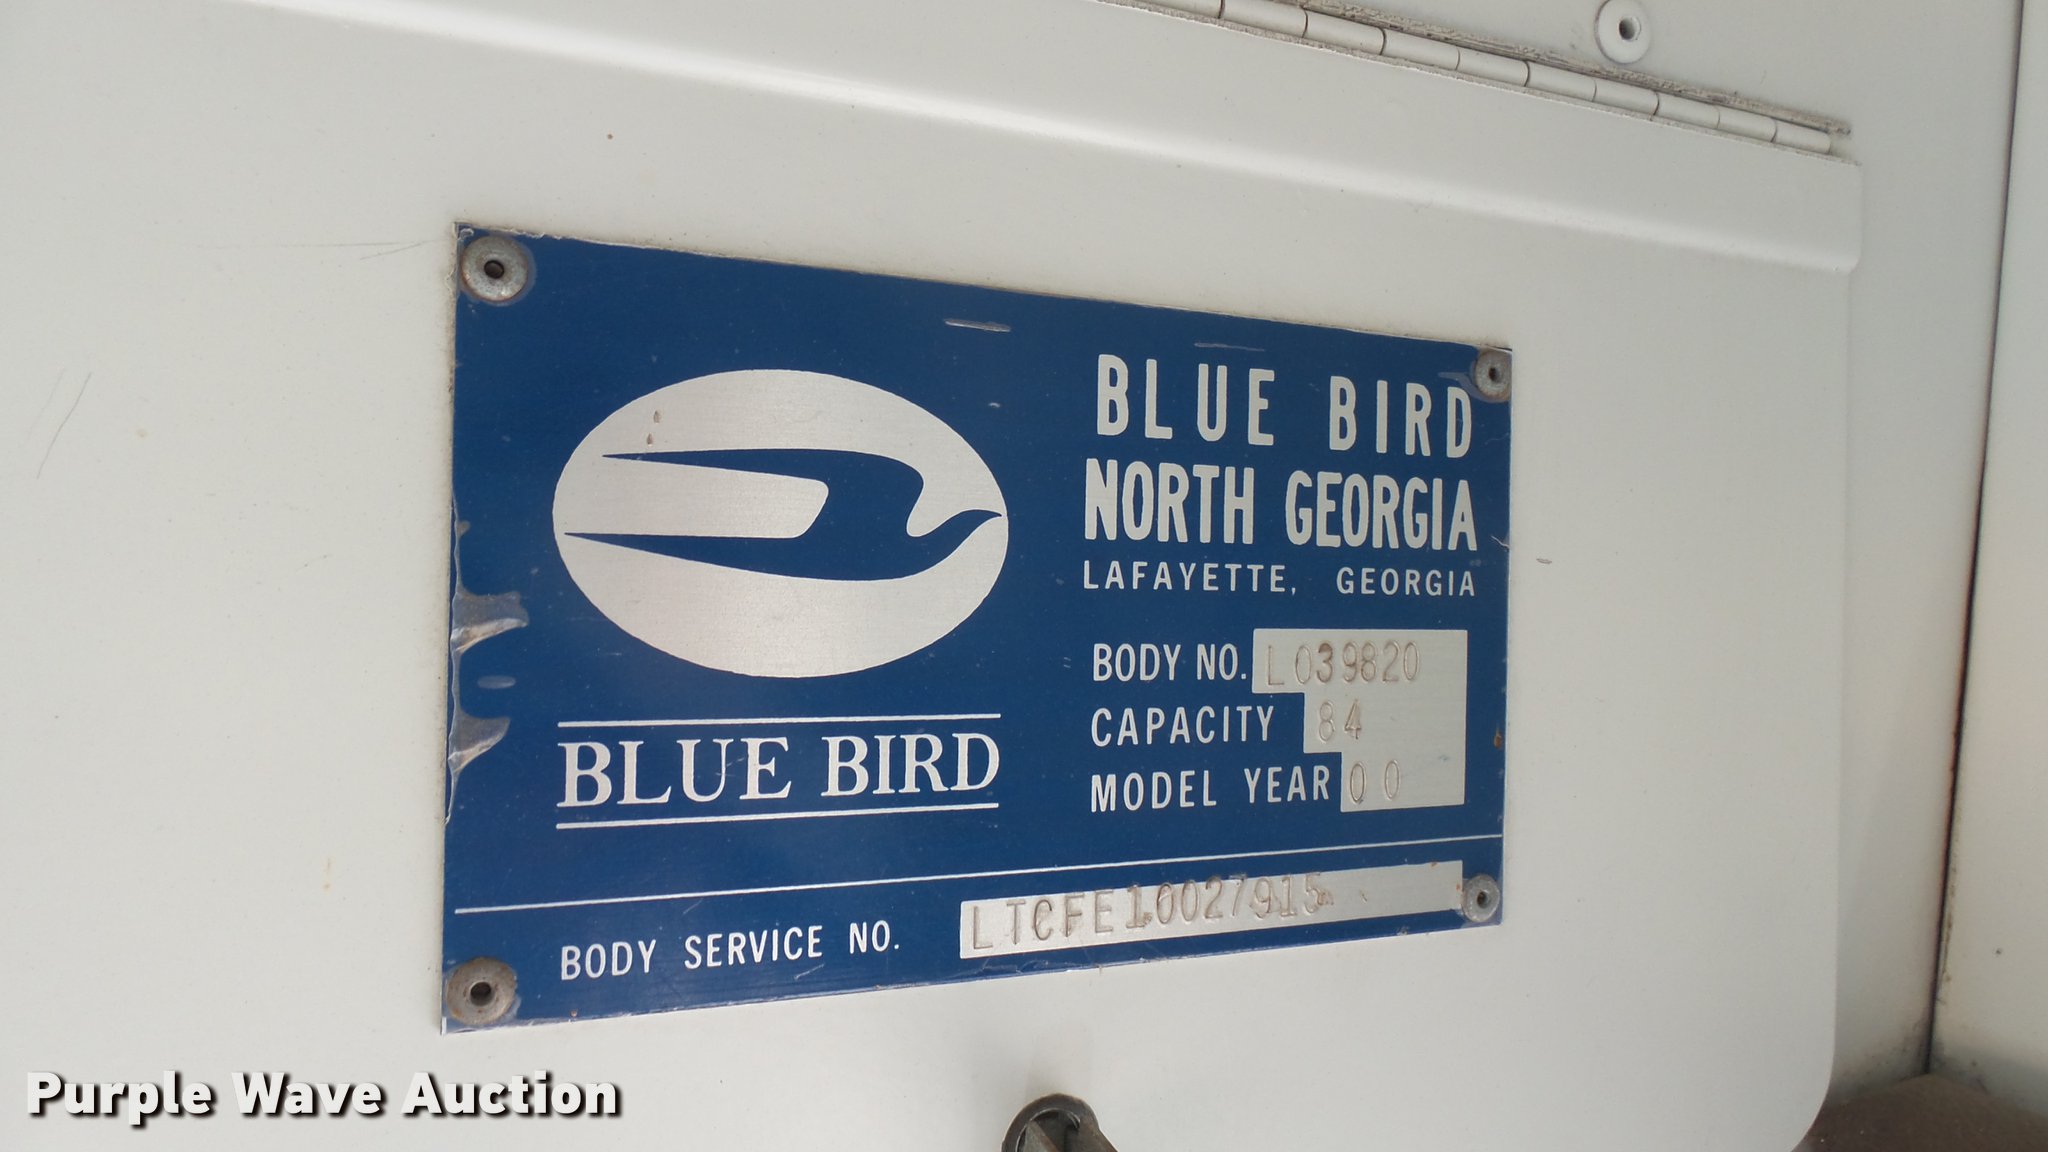 BLUE BIRD
NORTH GEORGIA
LAFAYETTE, GEORGIA
BODY NO. L039820
CAPACITY 84
MODEL YEAR 00
BLUE BIRD
BODY SERVICE NO. LTCFE10027915
Purple Wave Auction